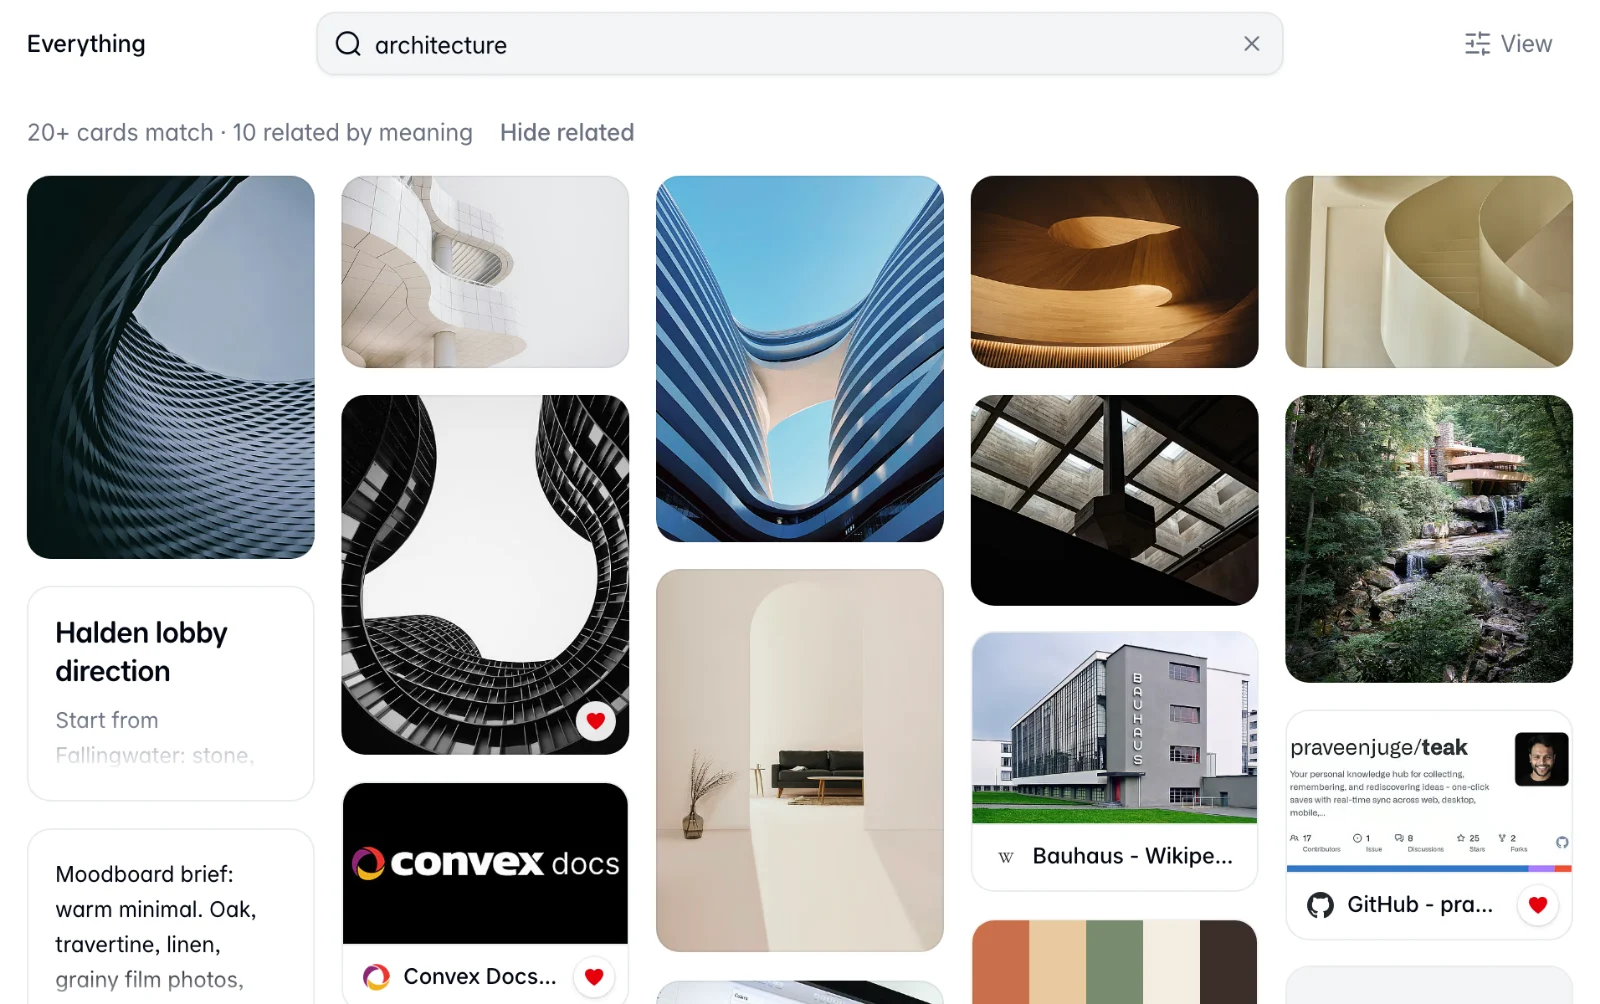 Everything
architecture
View
20+ cards match · 10 related by meaning
Hide related
Halden lobby
direction
Start from
Fallingwater: stone,
Moodboard brief:
warm minimal. Oak,
travertine, linen,
grainy film photos,
convex docs
Convex Docs...
BAUHAUS
W
Bauhaus - Wikipe...
praveenjuge/teak
Your personal knowledge hub for collecting,
remembering, and rediscovering ideas - one-click
saves with real-time sync across web, desktop,
mobile,...
17
Contributors
1
Issue
8
Discussions
25
Stars
2
Forks
GitHub - pra...